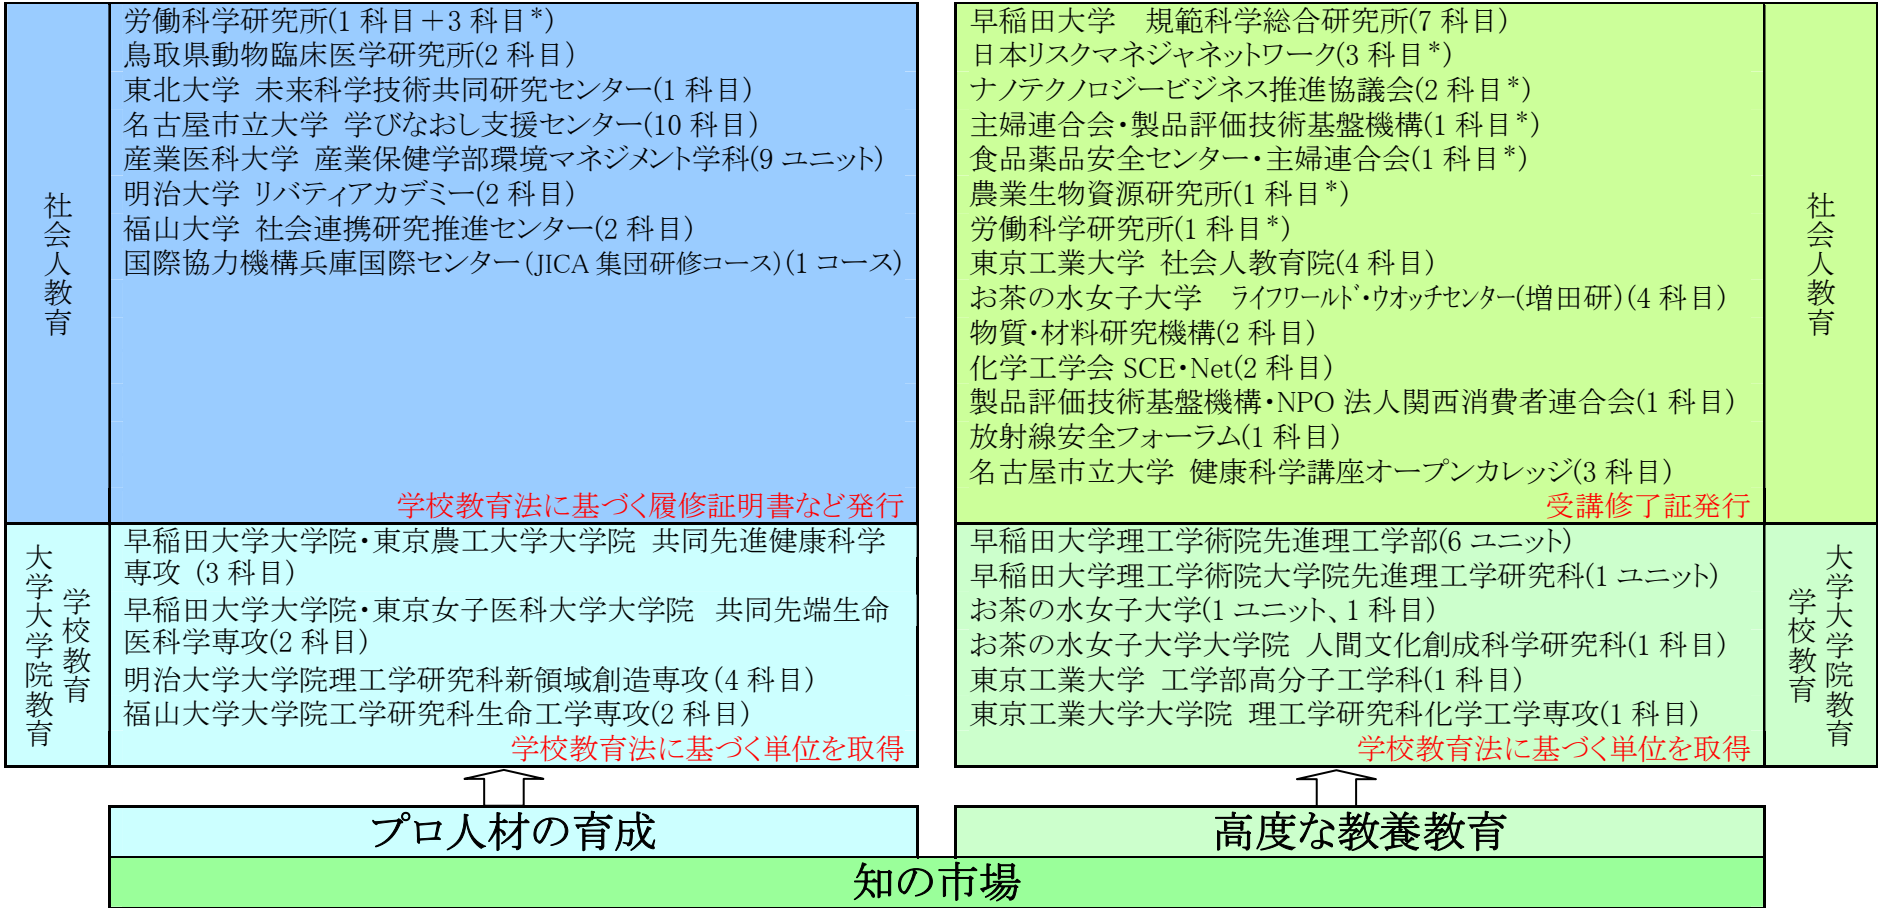 社会人教育
労働科学研究所(1 科目+3 科目*)
鳥取県動物臨床医学研究所(2 科目)
東北大学 未来科学技術共同研究センター(1 科目)
名古屋市立大学 学びなおし支援センター(10 科目)
産業医科大学 産業保健学部環境マネジメント学科(9 ユニット)
明治大学 リバティアカデミー(2 科目)
福山大学 社会連携研究推進センター(2 科目)
国際協力機構兵庫国際センター(JICA 集団研修コース)(1 コース)
学校教育法に基づく履修証明書など発行
大学大学院教育
学校教育
早稲田大学大学院・東京農工大学大学院 共同先進健康科学
専攻 (3 科目)
早稲田大学大学院・東京女子医科大学大学院 共同先端生命
医科学専攻(2 科目)
明治大学大学院理工学研究科新領域創造専攻(4 科目)
福山大学大学院工学研究科生命工学専攻(2 科目)
学校教育法に基づく単位を取得
早稲田大学 規範科学総合研究所(7 科目)
日本リスクマネジャネットワーク(3 科目*)
ナノテクノロジービジネス推進協議会(2 科目*)
主婦連合会・製品評価技術基盤機構(1 科目*)
食品薬品安全センター・主婦連合会(1 科目*)
農業生物資源研究所(1 科目*)
労働科学研究所(1 科目*)
東京工業大学 社会人教育院(4 科目)
お茶の水女子大学 ライフワールド・ウオッチセンター(増田研)(4 科目)
物質・材料研究機構(2 科目)
化学工学会 SCE・Net(2 科目)
製品評価技術基盤機構・NPO 法人関西消費者連合会(1 科目)
放射線安全フォーラム(1 科目)
名古屋市立大学 健康科学講座オープンカレッジ(3 科目)
受講修了証発行
社会人教育
早稲田大学理工学術院先進理工学部(6 ユニット)
早稲田大学理工学術院大学院先進理工学研究科(1 ユニット)
お茶の水女子大学(1 ユニット、1 科目)
お茶の水女子大学大学院 人間文化創成科学研究科(1 科目)
東京工業大学 工学部高分子工学科(1 科目)
東京工業大学大学院 理工学研究科化学工学専攻(1 科目)
学校教育法に基づく単位を取得
大学大学院教育
学校教育
プロ人材の育成
高度な教養教育
知の市場